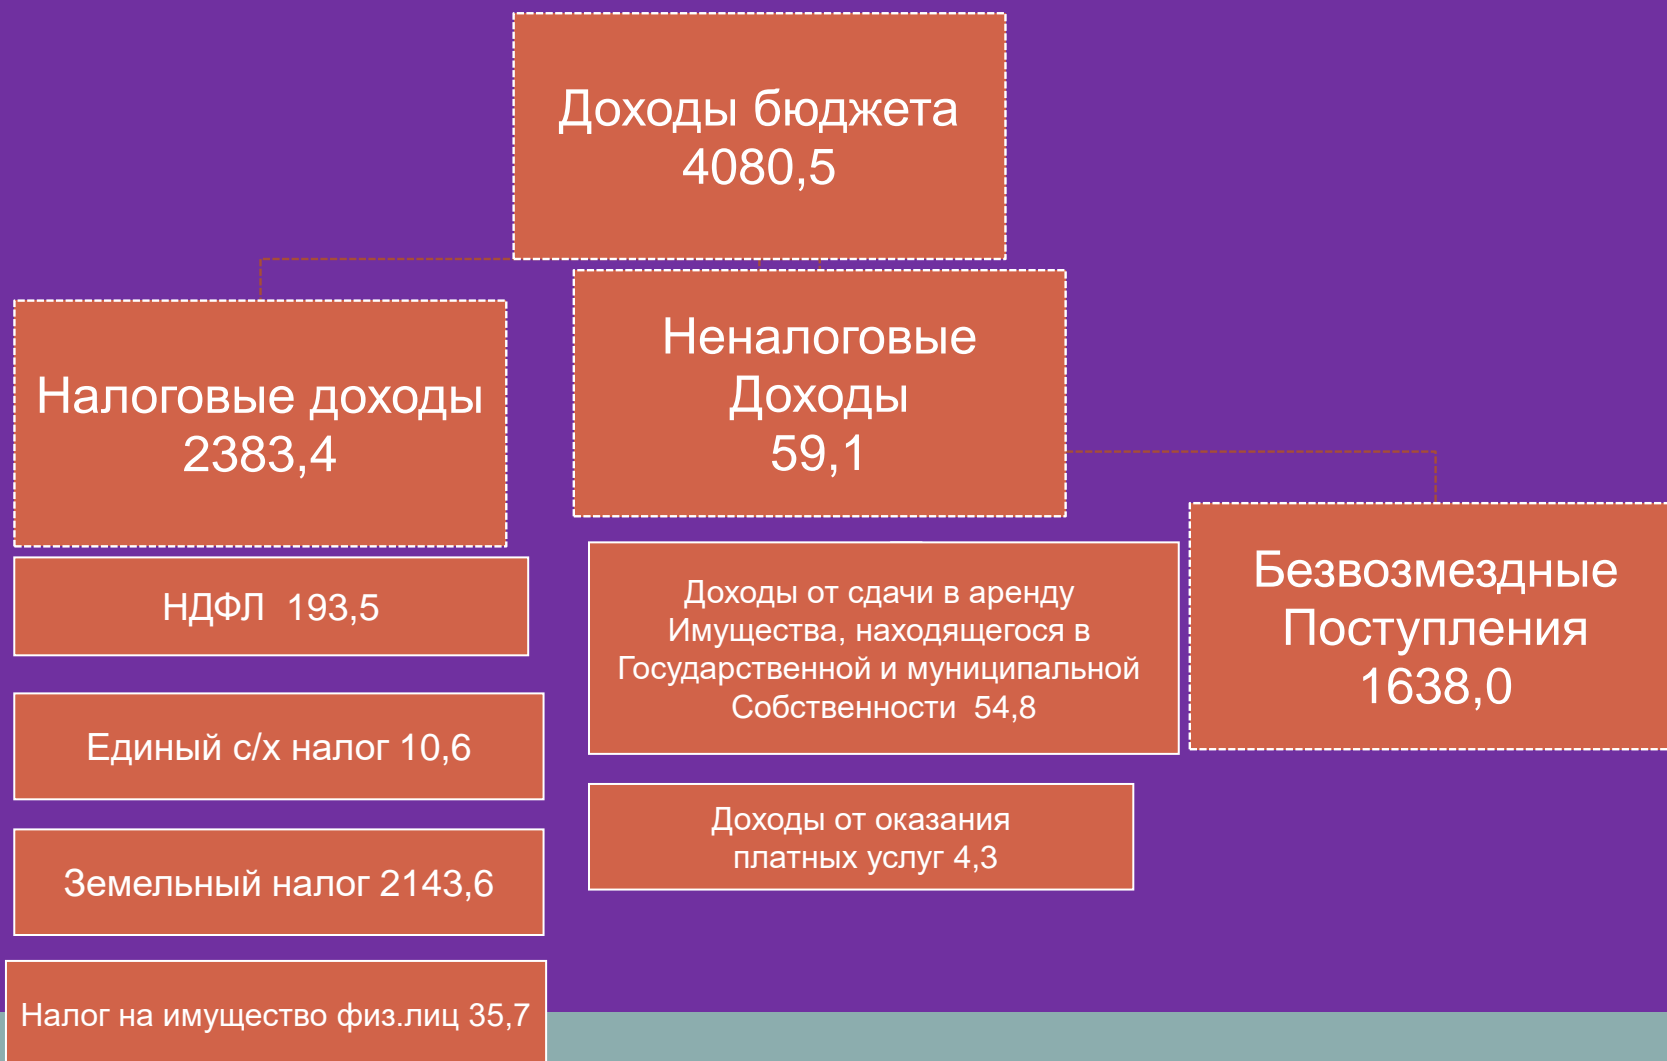 Доходы бюджета
4080,5
Налоговые доходы
2383,4
Неналоговые
Доходы
59,1
Безвозмездные
Поступления
1638,0
НДФЛ  193,5
Единый с/х налог 10,6
Земельный налог 2143,6
Налог на имущество физ.лиц 35,7
Доходы от сдачи в аренду
Имущества, находящегося в
Государственной и муниципальной
Собственности  54,8
Доходы от оказания
платных услуг 4,3